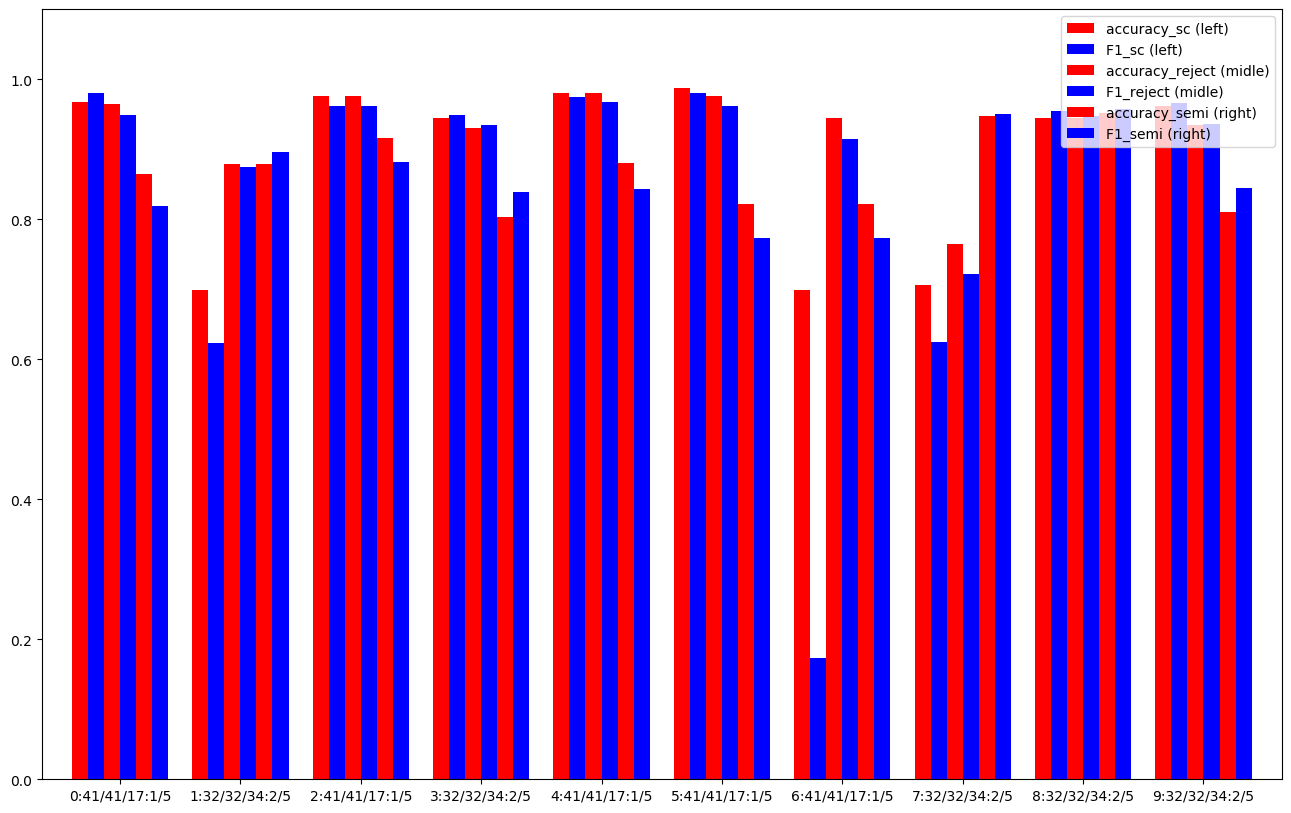 accuracy_sc (left)
F1_sc (left)
accuracy_reject (midle)
F1_reject (midle)
accuracy_semi (right)
F1_semi (right)
1.0
0.8
0.6
0.4
0.2
0.0
0:41/41/17:1/5 1:32/32/34:2/5 2:41/41/17:1/5 3:32/32/34:2/5 4:41/41/17:1/5 5:41/41/17:1/5 6:41/41/17:1/5 7:32/32/34:2/5 8:32/32/34:2/5 9:32/32/34:2/5